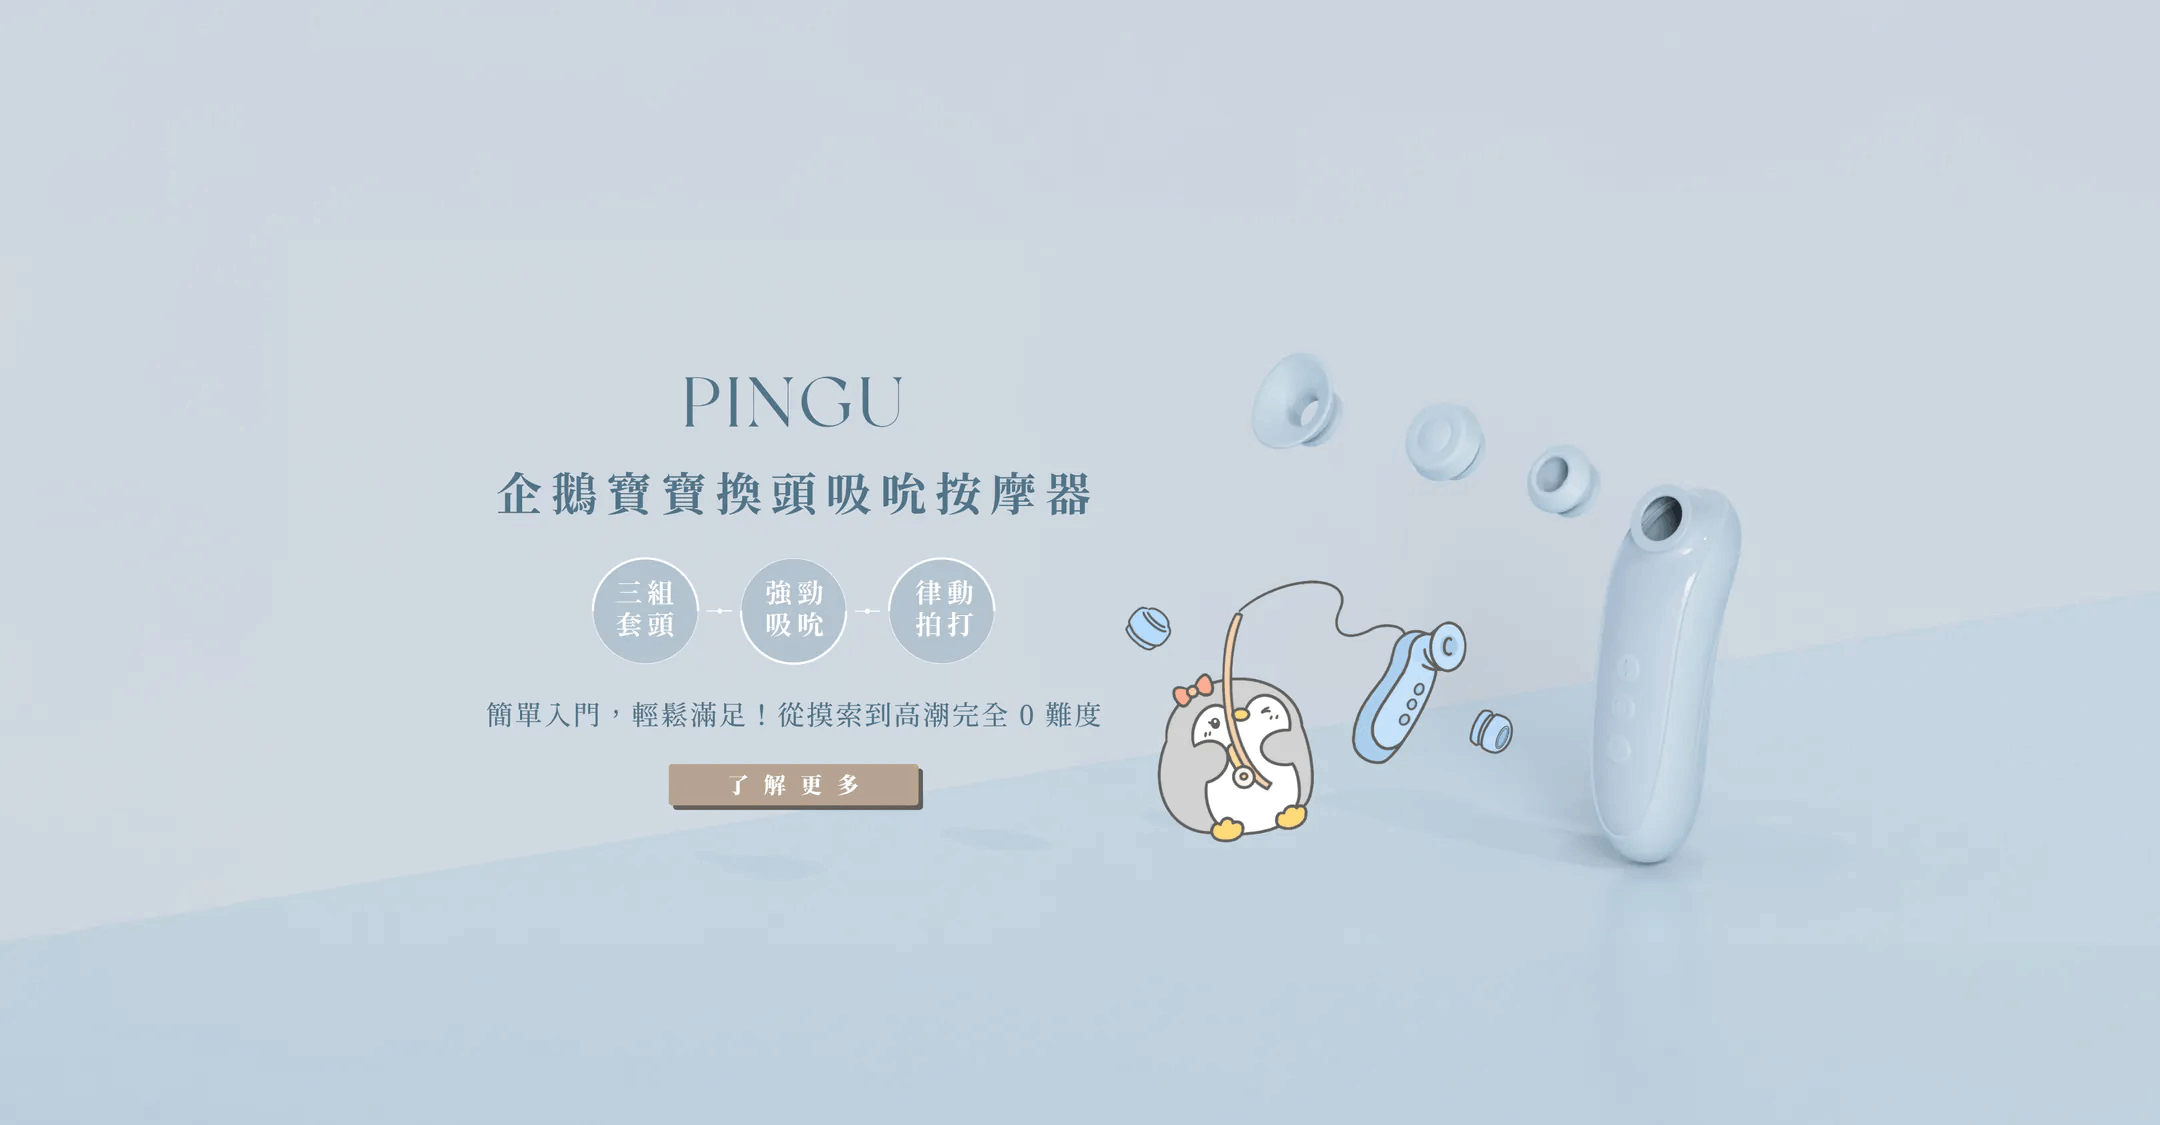 PINGU
企鵝寶寶換頭吸吮按摩器
三組
套頭
強勁
吸吮
律動
拍打
簡單入門，輕鬆滿足！從摸索到高潮完全 0 難度
了解更多